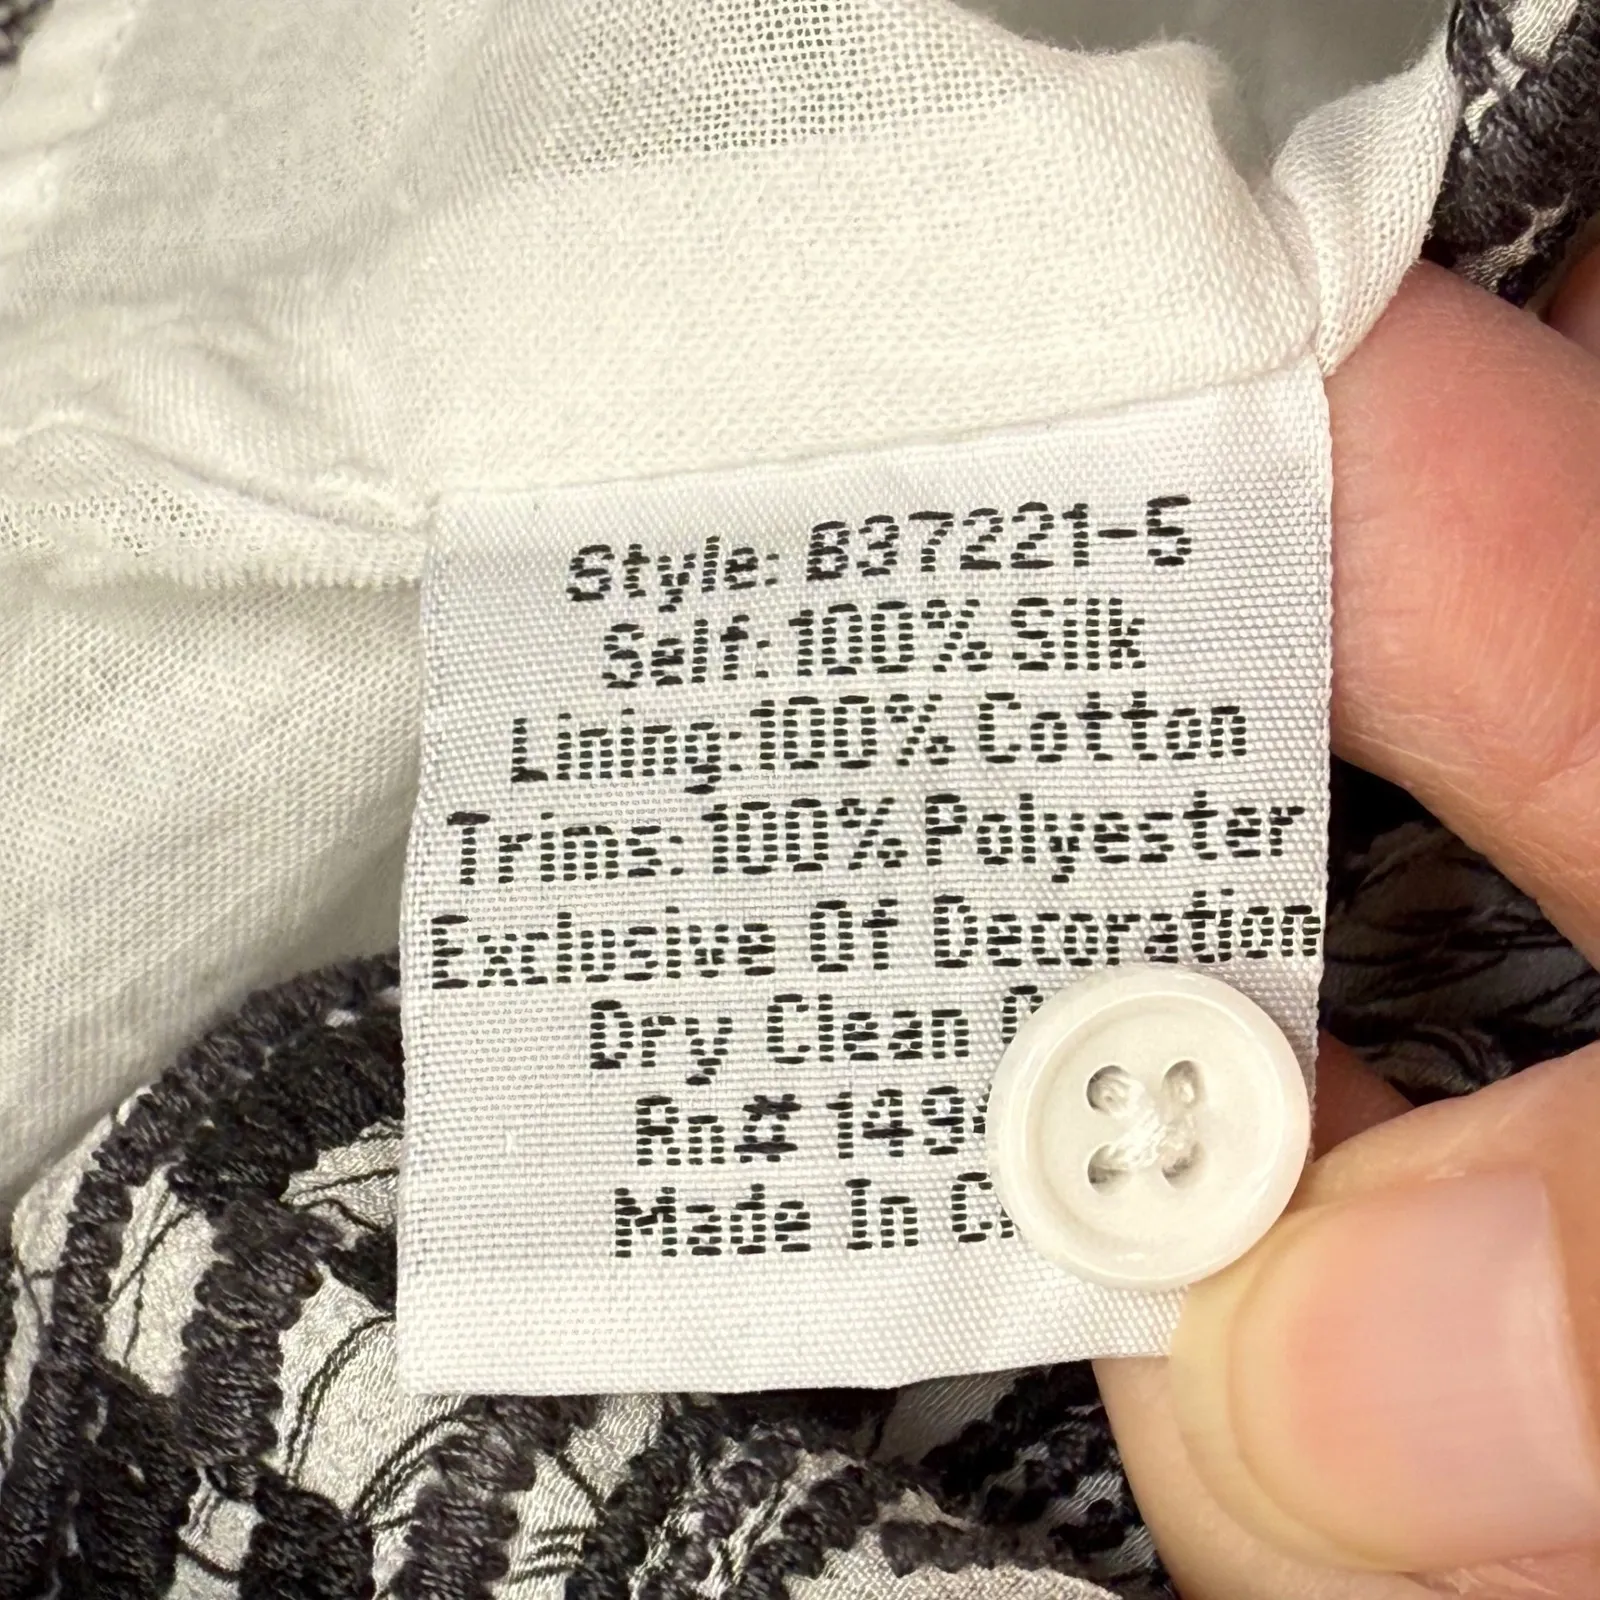 Style: B37221-5
Self: 100% Silk
Lining:100% Cotton
Trims: 100% Polyester
Exclusive Of Decoration
Dry Clean
Rn#
Made In